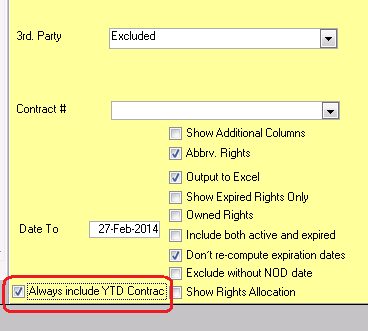 3rd. Party Excluded
Contract #
Show Additional Columns
Abbrv. Rights
Output to Excel
Show Expired Rights Only
Owned Rights
Date To 27-Feb-2014
Include both active and expired
Don't re-compute expiration dates
Exclude without NOD date
Always include YTD Contrac
Show Rights Allocation